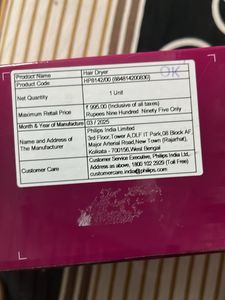 Product Name Hair Dryer OK
Product Code HP8142/00 (884814200830)
Net Quantity 1 Unit
Maximum Retail Price ₹ 995.00 (inclusive of all taxes)
Rupees Nine Hundred Ninety Five Only
Month & Year of Manufacture 03 / 2025
Name and Address of The Manufacturer Philips India Limited
3rd Floor,Tower A,DLF IT Park,08 Block AF,
Major Arterial Road,New Town (Rajarhat),
Kolkata - 700156,West Bengal
Customer Care Customer Service Executive, Philips India Ltd.,
Address as above, 1800 102 2929 (Toll Free)
customercare.india@philips.com